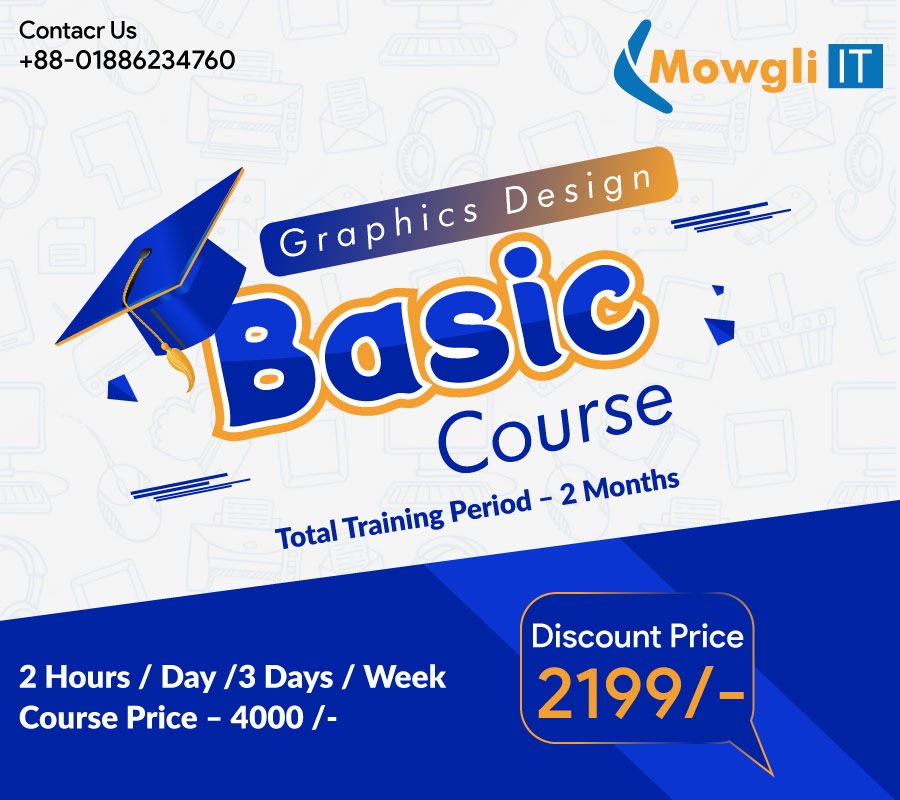 Contacr Us
+88-01886234760
Mowgli IT
Graphics Design
Basic
Course
Total Training Period – 2 Months
2 Hours / Day /3 Days / Week
Course Price – 4000 /-
Discount Price
2199/-